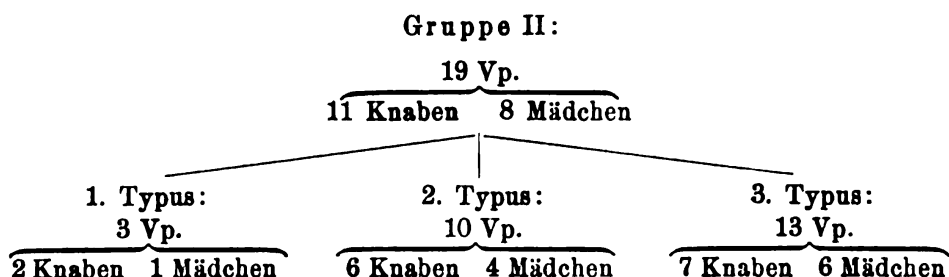 Gruppe II:
19 Vp.
11 Knaben 8 Mädchen
1. Typus: 2. Typus: 3. Typus:
3 Vp. 10 Vp. 13 Vp.
2 Knaben 1 Mädchen 6 Knaben 4 Mädchen 7 Knaben 6 Mädchen